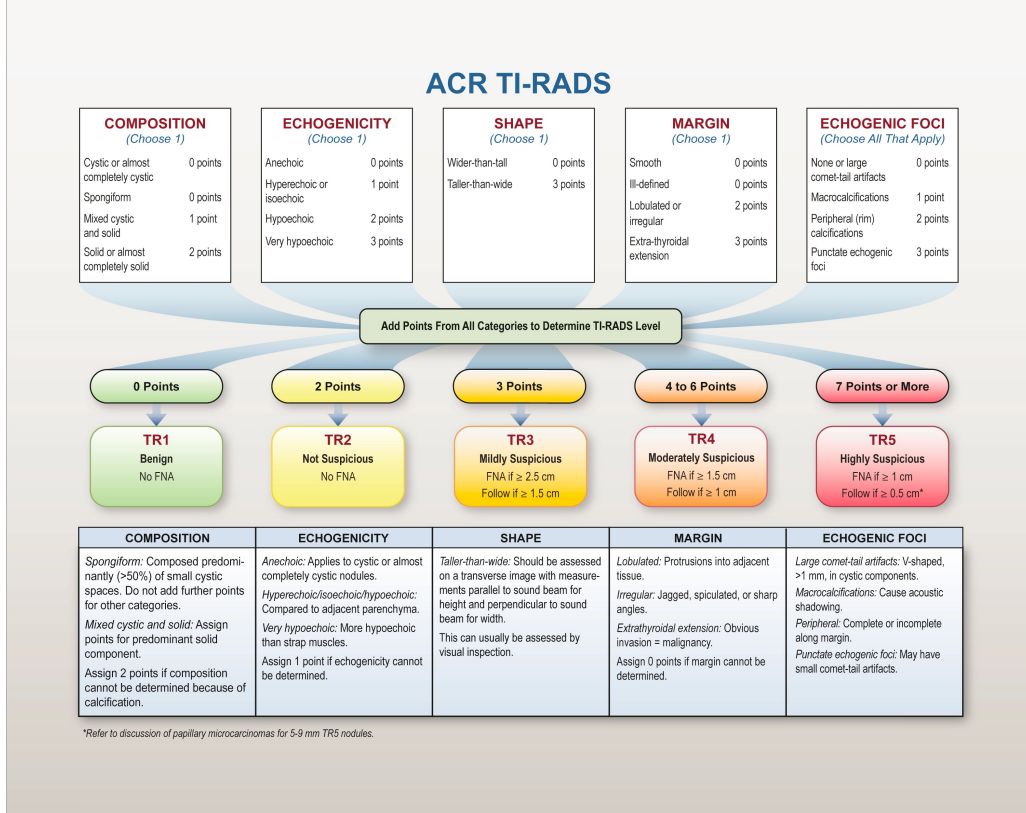 ACR TI-RADS
COMPOSITION
(Choose 1)
Cystic or almost 0 points
completely cystic
Spongiform 0 points
Mixed cystic 1 point
and solid
Solid or almost 2 points
completely solid
ECHOGENICITY
(Choose 1)
Anechoic 0 points
Hyperechoic or 1 point
isoechoic
Hypoechoic 2 points
Very hypoechoic 3 points
SHAPE
(Choose 1)
Wider-than-tall 0 points
Taller-than-wide 3 points
MARGIN
(Choose 1)
Smooth 0 points
Ill-defined 0 points
Lobulated or 2 points
irregular
Extra-thyroidal 3 points
extension
ECHOGENIC FOCI
(Choose All That Apply)
None or large 0 points
comet-tail artifacts
Macrocalcifications 1 point
Peripheral (rim) 2 points
calcifications
Punctate echogenic 3 points
foci
Add Points From All Categories to Determine TI-RADS Level
0 Points
TR1
Benign
No FNA
2 Points
TR2
Not Suspicious
No FNA
3 Points
TR3
Mildly Suspicious
FNA if ≥ 2.5 cm
Follow if ≥ 1.5 cm
4 to 6 Points
TR4
Moderately Suspicious
FNA if ≥ 1.5 cm
Follow if ≥ 1 cm
7 Points or More
TR5
Highly Suspicious
FNA if ≥ 1 cm
Follow if ≥ 0.5 cm*
COMPOSITION
Spongiform: Composed predomi-
nantly (>50%) of small cystic
spaces. Do not add further points
for other categories.
Mixed cystic and solid: Assign
points for predominant solid
component.
Assign 2 points if composition
cannot be determined because of
calcification.
ECHOGENICITY
Anechoic: Applies to cystic or almost
completely cystic nodules.
Hyperechoic/isoechoic/hypoechoic:
Compared to adjacent parenchyma.
Very hypoechoic: More hypoechoic
than strap muscles.
Assign 1 point if echogenicity cannot
be determined.
SHAPE
Taller-than-wide: Should be assessed
on a transverse image with measure-
ments parallel to sound beam for
height and perpendicular to sound
beam for width.
This can usually be assessed by
visual inspection.
MARGIN
Lobulated: Protrusions into adjacent
tissue.
Irregular: Jagged, spiculated, or sharp
angles.
Extrathyroidal extension: Obvious
invasion = malignancy.
Assign 0 points if margin cannot be
determined.
ECHOGENIC FOCI
Large comet-tail artifacts: V-shaped,
>1 mm, in cystic components.
Macrocalcifications: Cause acoustic
shadowing.
Peripheral: Complete or incomplete
along margin.
Punctate echogenic foci: May have
small comet-tail artifacts.
*Refer to discussion of papillary microcarcinomas for 5-9 mm TR5 nodules.